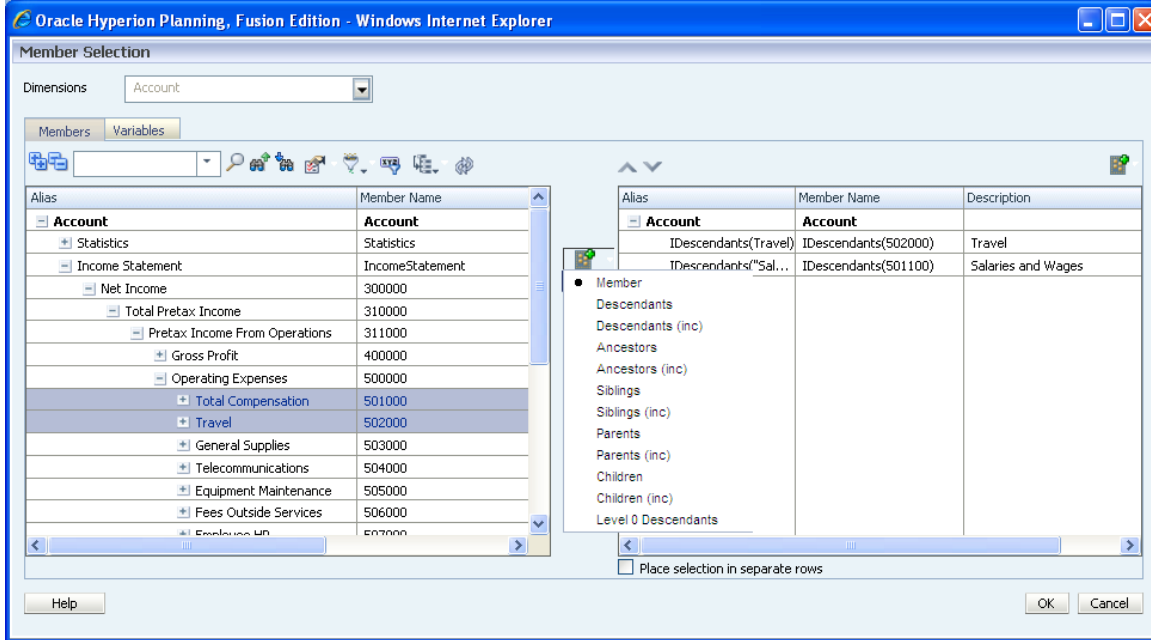 Oracle Hyperion Planning, Fusion Edition - Windows Internet Explorer
Member Selection
Dimensions Account
Members Variables
Alias Member Name
Account Account
Statistics Statistics
Income Statement IncomeStatement
Net Income 300000
Total Pretax Income 310000
Pretax Income From Operations 311000
Gross Profit 400000
Operating Expenses 500000
Total Compensation 501000
Travel 502000
General Supplies 503000
Telecommunications 504000
Equipment Maintenance 505000
Fees Outside Services 506000
Employee HR 507000
Member
Descendants
Descendants (inc)
Ancestors
Ancestors (inc)
Siblings
Siblings (inc)
Parents
Parents (inc)
Children
Children (inc)
Level 0 Descendants
Alias Member Name Description
Account Account
IDescendants(Travel) IDescendants(502000) Travel
IDescendants("Sal... IDescendants(501100) Salaries and Wages
Place selection in separate rows
Help OK Cancel